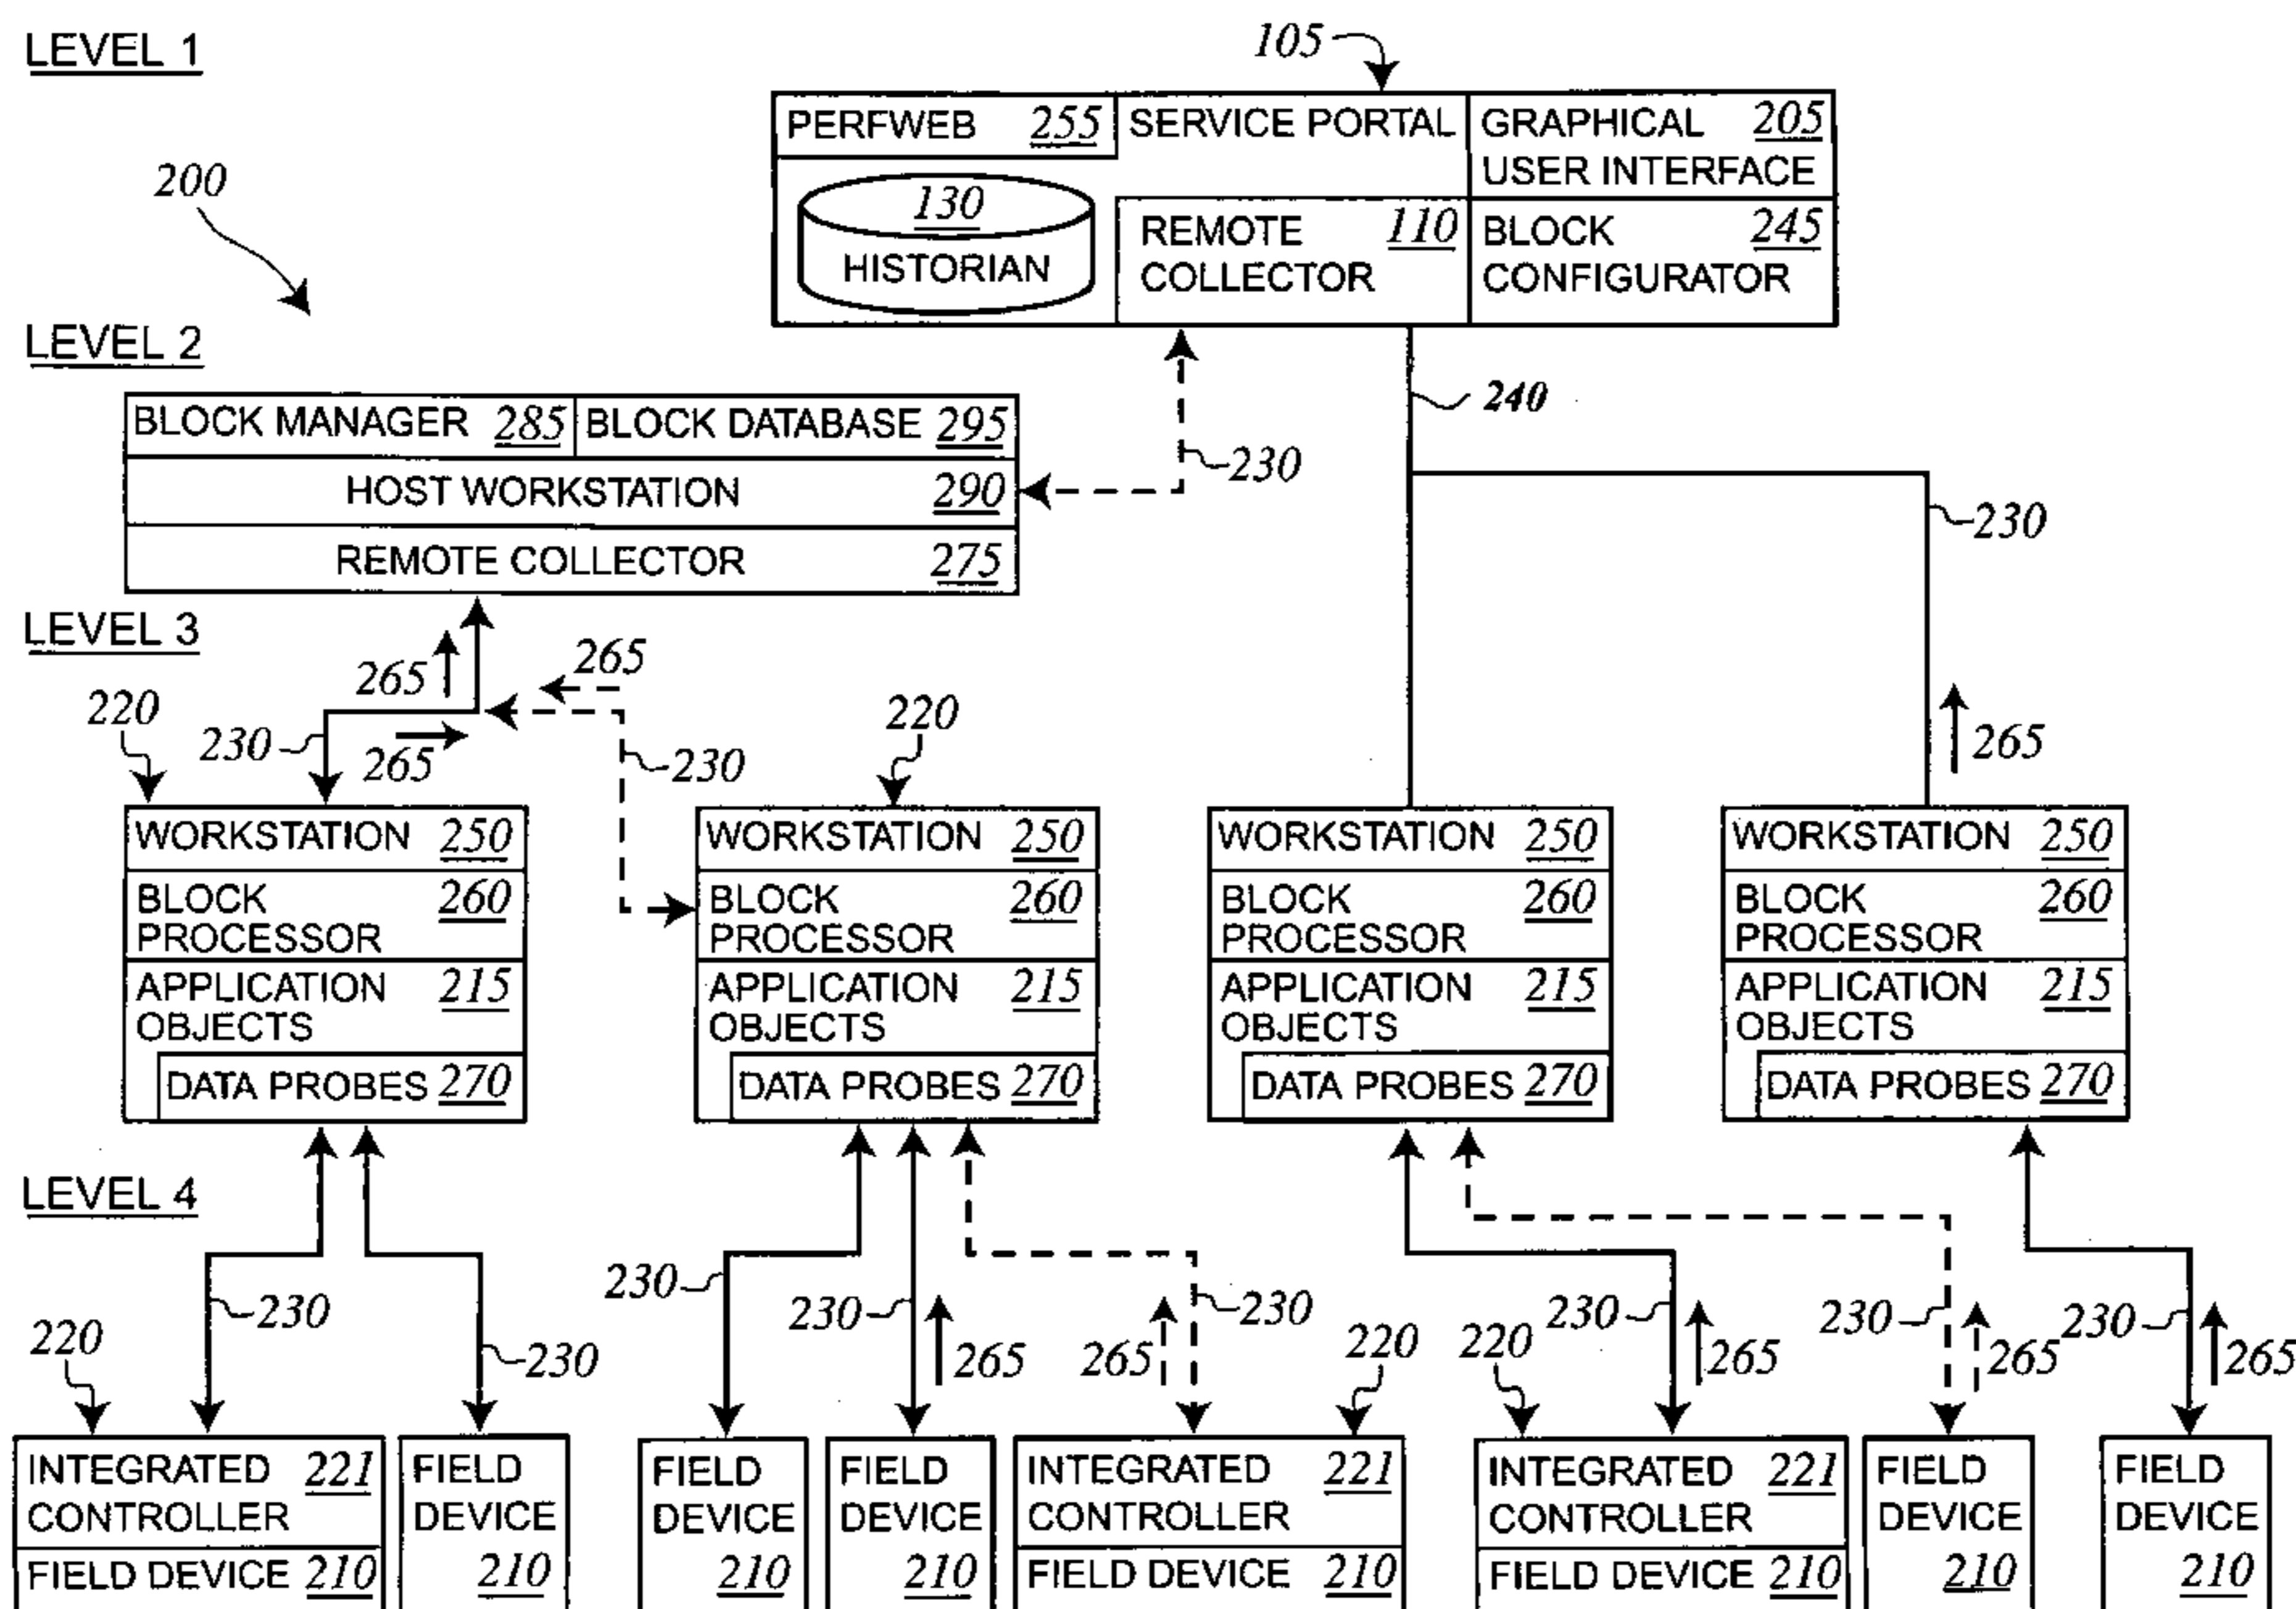 LEVEL 1
105
PERFWEB 255
SERVICE PORTAL
GRAPHICAL 205
USER INTERFACE
130
HISTORIAN
REMOTE 110
COLLECTOR
BLOCK 245
CONFIGURATOR
200
LEVEL 2
240
BLOCK MANAGER 285
BLOCK DATABASE 295
HOST WORKSTATION 290
REMOTE COLLECTOR 275
230
230
LEVEL 3
265
265
220
230
265
230
220
265
WORKSTATION 250
BLOCK 260
PROCESSOR
APPLICATION 215
OBJECTS
DATA PROBES 270
WORKSTATION 250
BLOCK 260
PROCESSOR
APPLICATION 215
OBJECTS
DATA PROBES 270
WORKSTATION 250
BLOCK 260
PROCESSOR
APPLICATION 215
OBJECTS
DATA PROBES 270
WORKSTATION 250
BLOCK 260
PROCESSOR
APPLICATION 215
OBJECTS
DATA PROBES 270
LEVEL 4
220
230
230
230
230
265
265
230
220
220
230
265
230
265
230
265
INTEGRATED 221
CONTROLLER
FIELD DEVICE 210
FIELD
DEVICE
210
FIELD
DEVICE
210
FIELD
DEVICE
210
INTEGRATED 221
CONTROLLER
FIELD DEVICE 210
INTEGRATED 221
CONTROLLER
FIELD DEVICE 210
FIELD
DEVICE
210
FIELD
DEVICE
210